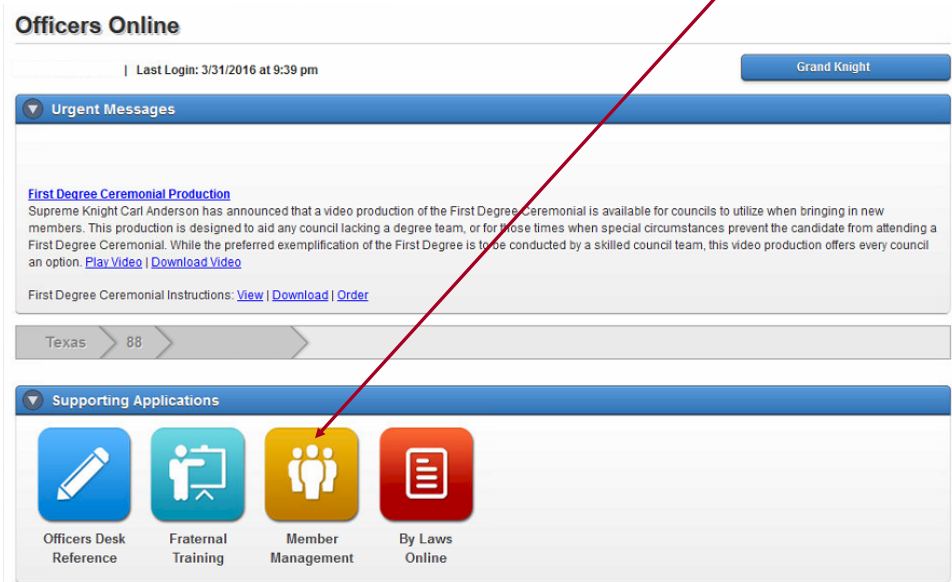 Officers Online
| Last Login: 3/31/2016 at 9:39 pm
Grand Knight
Urgent Messages
First Degree Ceremonial Production
Supreme Knight Carl Anderson has announced that a video production of the First Degree Ceremonial is available for councils to utilize when bringing in new
members. This production is designed to aid any council lacking a degree team, or for those times when special circumstances prevent the candidate from attending a
First Degree Ceremonial. While the preferred exemplification of the First Degree is to be conducted by a skilled council team, this video production offers every council
an option. Play Video | Download Video
First Degree Ceremonial Instructions: View | Download | Order
Texas 88
Supporting Applications
Officers Desk
Reference
Fraternal
Training
Member
Management
By Laws
Online